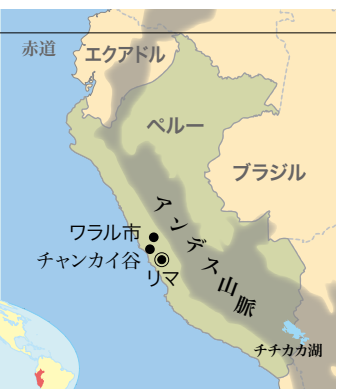 赤道
エクアドル
ペルー
ブラジル
アンデス山脈
ワラル市
チャンカイ谷
リマ
チチカカ湖